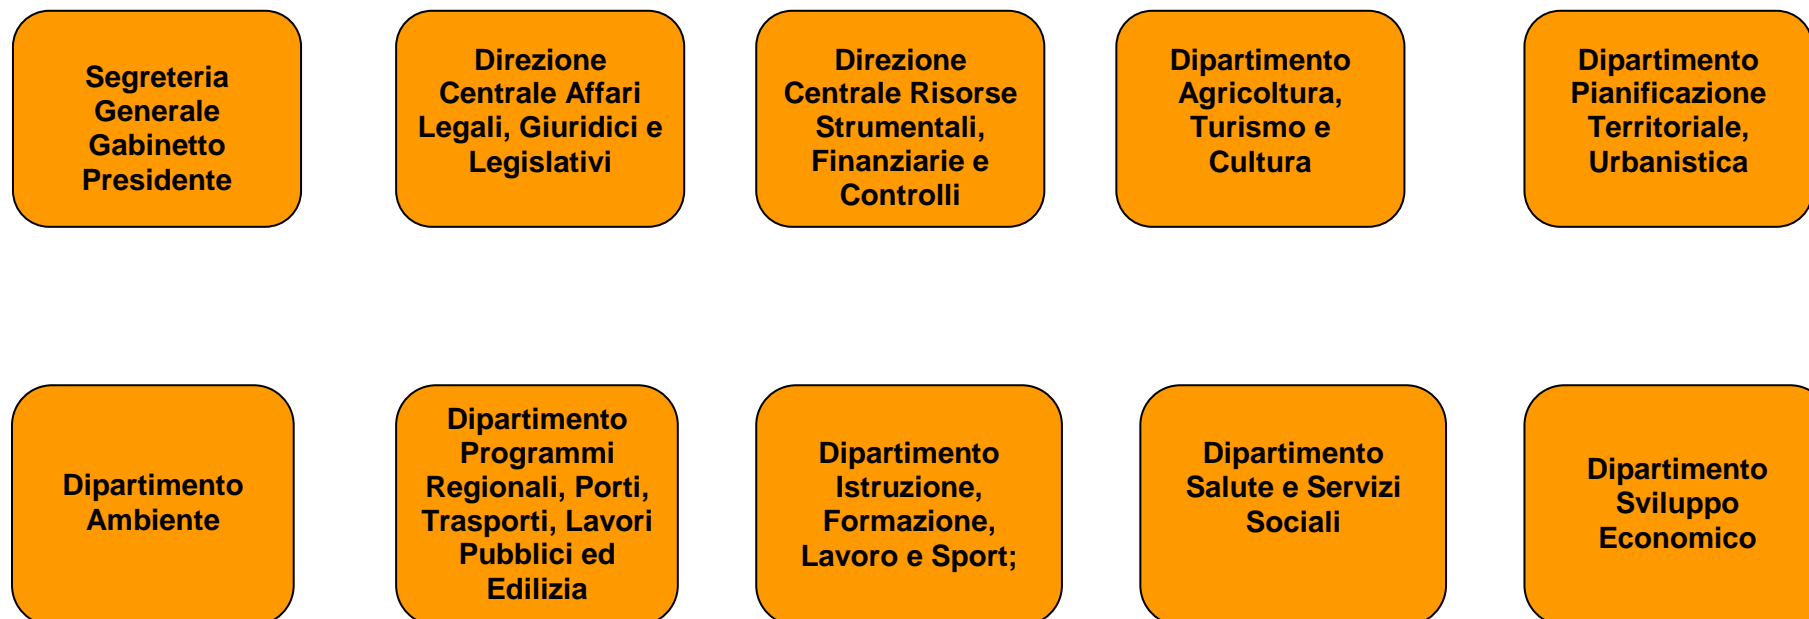 Segreteria
Generale
Gabinetto
Presidente
Direzione
Centrale Affari
Legali, Giuridici e
Legislativi
Direzione
Centrale Risorse
Strumentali,
Finanziarie e
Controlli
Dipartimento
Agricoltura,
Turismo e
Cultura
Dipartimento
Pianificazione
Territoriale,
Urbanistica
Dipartimento
Ambiente
Dipartimento
Programmi
Regionali, Porti,
Trasporti, Lavori
Pubblici ed
Edilizia
Dipartimento
Istruzione,
Formazione,
Lavoro e Sport;
Dipartimento
Salute e Servizi
Sociali
Dipartimento
Sviluppo
Economico